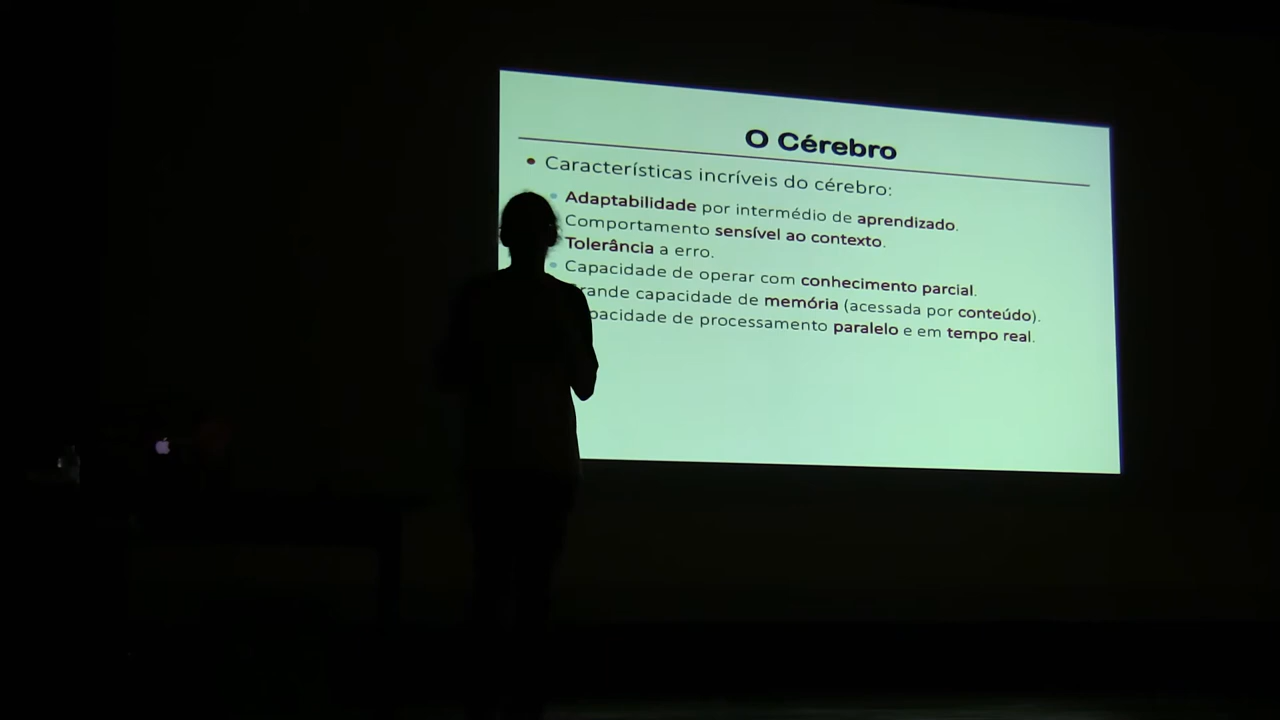 O Cérebro
Características incríveis do cérebro:
Adaptabilidade por intermédio de aprendizado.
Comportamento sensível ao contexto.
Tolerância a erro.
Capacidade de operar com conhecimento parcial.
capacidade de memória (acessada por conteúdo).
de processamento paralelo e em tempo real.